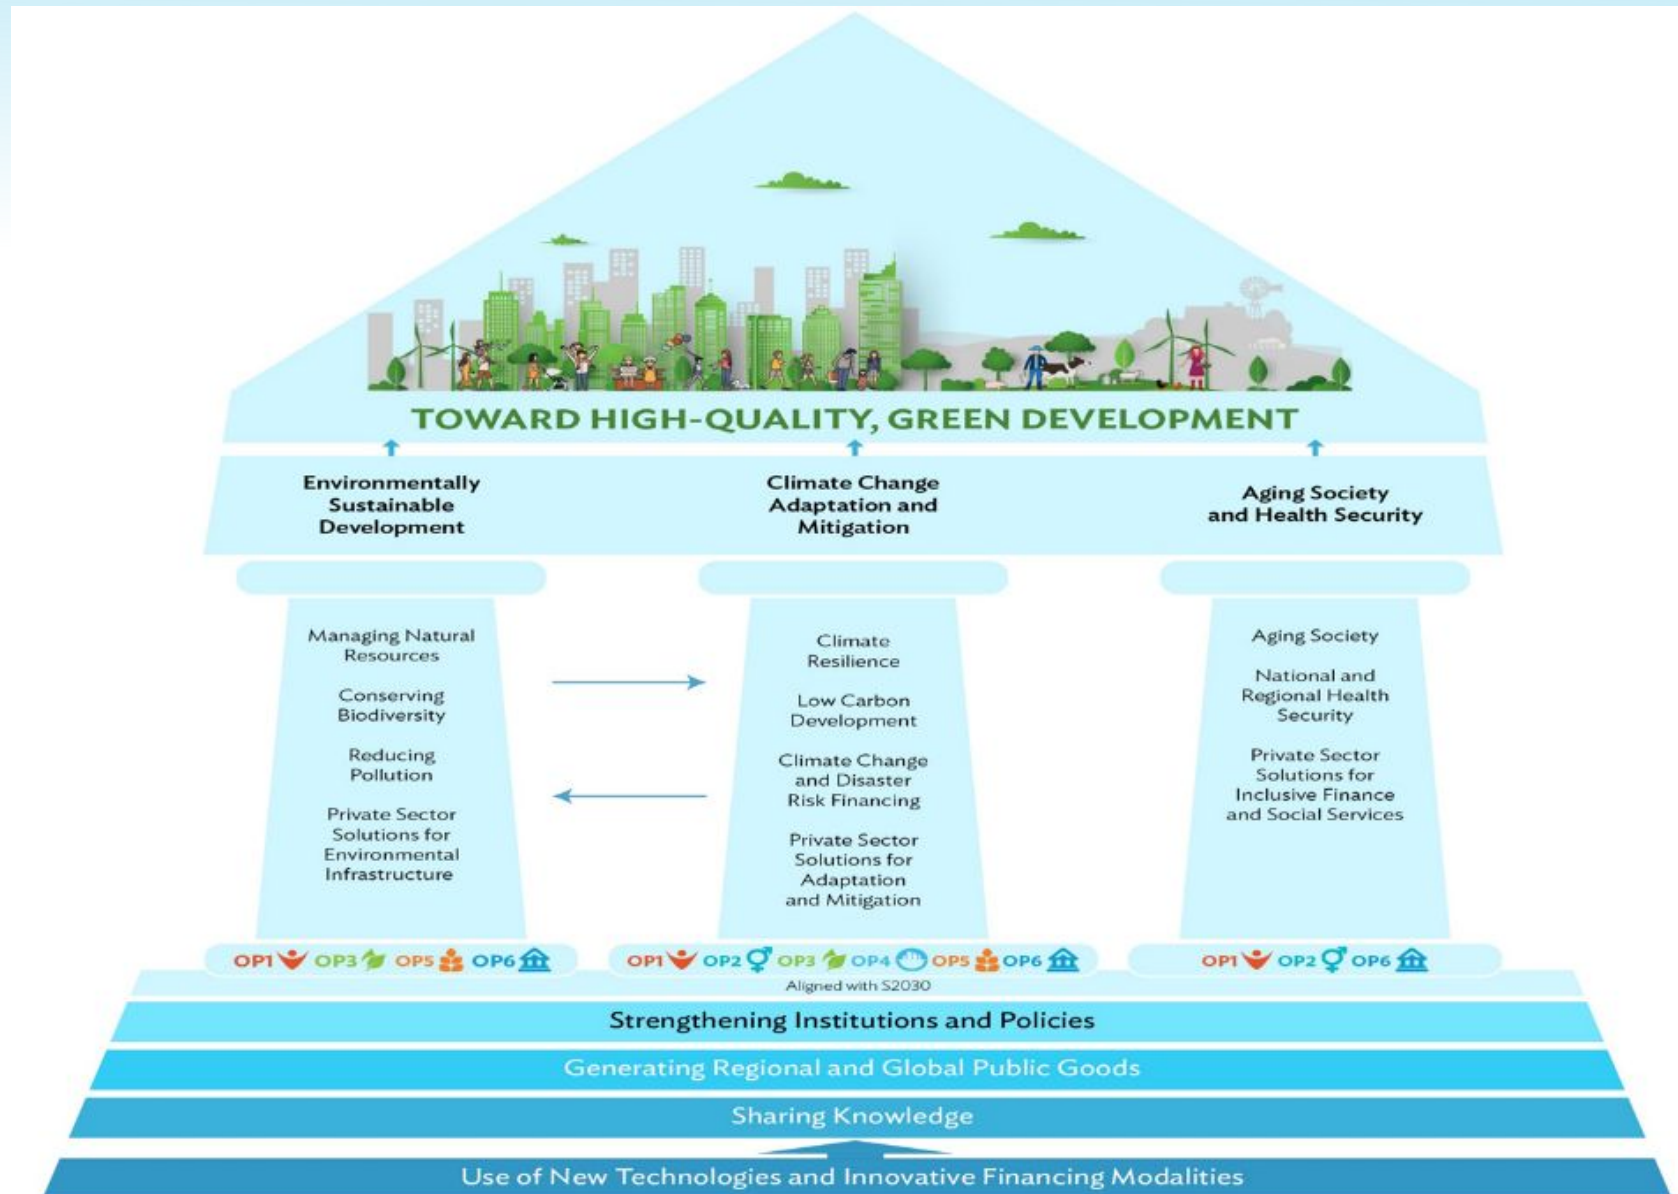 TOWARD HIGH-QUALITY, GREEN DEVELOPMENT
Environmentally
Sustainable
Development
Climate Change
Adaptation and
Mitigation
Aging Society
and Health Security
Managing Natural
Resources
Conserving
Biodiversity
Reducing
Pollution
Private Sector
Solutions for
Environmental
Infrastructure
Climate
Resilience
Low Carbon
Development
Climate Change
and Disaster
Risk Financing
Private Sector
Solutions for
Adaptation
and Mitigation
Aging Society
National and
Regional Health
Security
Private Sector
Solutions for
Inclusive Finance
and Social Services
OP1 OP3 OP5 OP6
OP1 OP2 OP3 OP4 OP5 OP6
OP1 OP2 OP6
Aligned with S2030
Strengthening Institutions and Policies
Generating Regional and Global Public Goods
Sharing Knowledge
Use of New Technologies and Innovative Financing Modalities